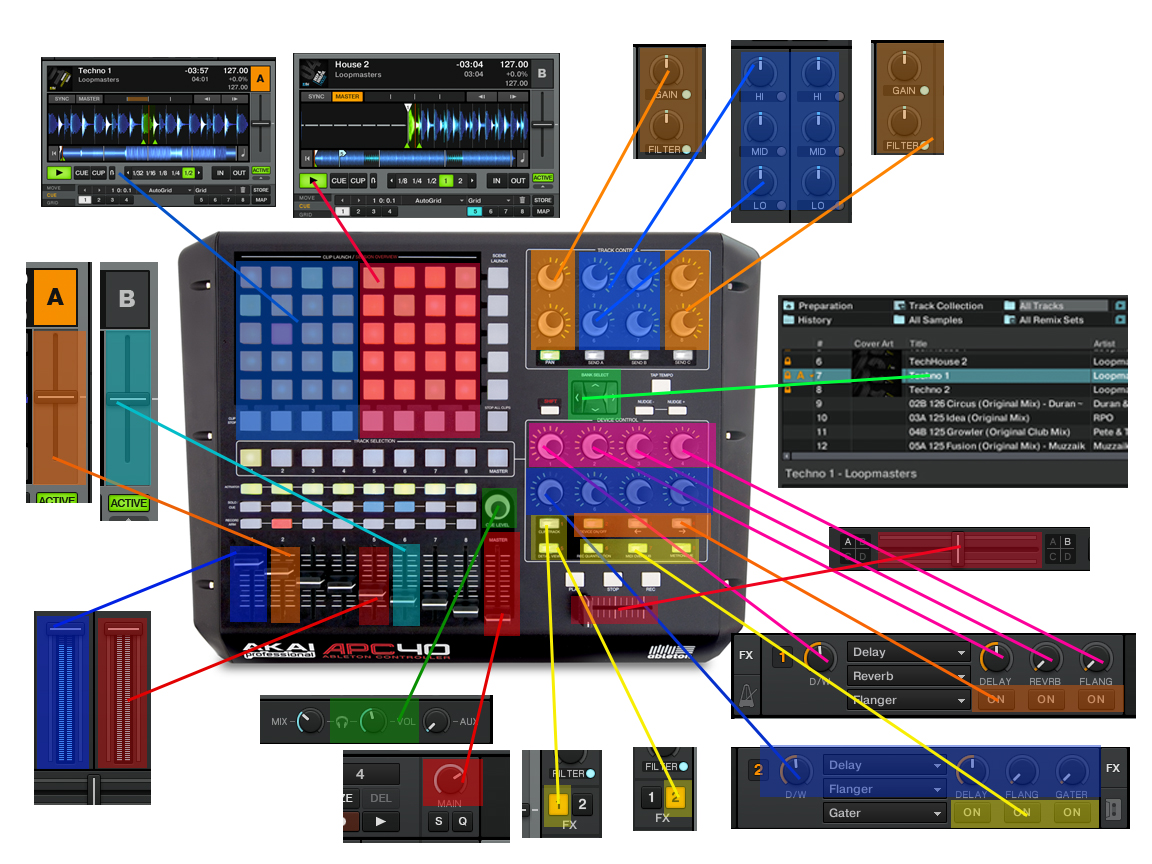 Techno 1 -03:57 127.00 A
Loopmasters 04:01 +0.0%
127.00
SYNC MASTER
CUE CUP 1/32 1/16 1/8 1/4 1/2 IN OUT ACTIVE
MOVE 1 0: 0.1 AutoGrid Grid STORE
CUE
GRID 1 2 3 4 5 6 7 8 MAP
House 2 -03:04 127.00 B
Loopmasters 03:04 +0.0%
127.00
SYNC MASTER
CUE CUP 1/8 1/4 1/2 1 2 IN OUT ACTIVE
MOVE 1 0: 0.1 AutoGrid Grid STORE
CUE
GRID 1 2 3 4 5 6 7 8 MAP
GAIN
FILTER
HI HI
MID MID
LO LO
GAIN
FILTER
A
ACTIVE
B
ACTIVE
CLIP LAUNCH / SESSION OVERVIEW
SCENE LAUNCH
CLIP STOP
STOP ALL CLIPS
TRACK SELECTION
1 2 3 4 5 6 7 8 MASTER
ACTIVATOR
SOLO/CUE
RECORD ARM
CUE LEVEL
2 3 4 5 6 7 8 MASTER
TRACK CONTROL
PAN SEND A SEND B SEND C
BANK SELECT
TAP TEMPO
SHIFT
NUDGE - NUDGE +
DEVICE CONTROL
CLIP/TRACK DEVICE ON/OFF ← →
PLAY STOP REC
AKAI professional
APC40
ABLETON CONTROLLER
ableton
Preparation Track Collection All Tracks
History All Samples All Remix Sets
# Cover Art Title Artist
6 TechHouse 2 Loopm
A 7 Techno 1 Loopma
8 Techno 2 Loopma
9 02B 126 Circus (Original Mix) - Duran ~ Duran &
10 03A 125 Idea (Original Mix) RPO
11 04B 125 Growler (Original Club Mix) Pete & T
12 05A 125 Fusion (Original Mix) - Muzzaik Muzzaik
Techno 1 - Loopmasters
A B A B
C D C D
FX 1 D/W
Delay
Reverb
Flanger
DELAY REVRB FLANG
ON ON ON
2 D/W
Delay
Flanger
Gater
DELAY FLANG GATER
ON ON ON
FX
MIX VOL AUX
4
ZE DEL
MAIN
S Q
FILTER
1 2
FX
FILTER
1 2
FX